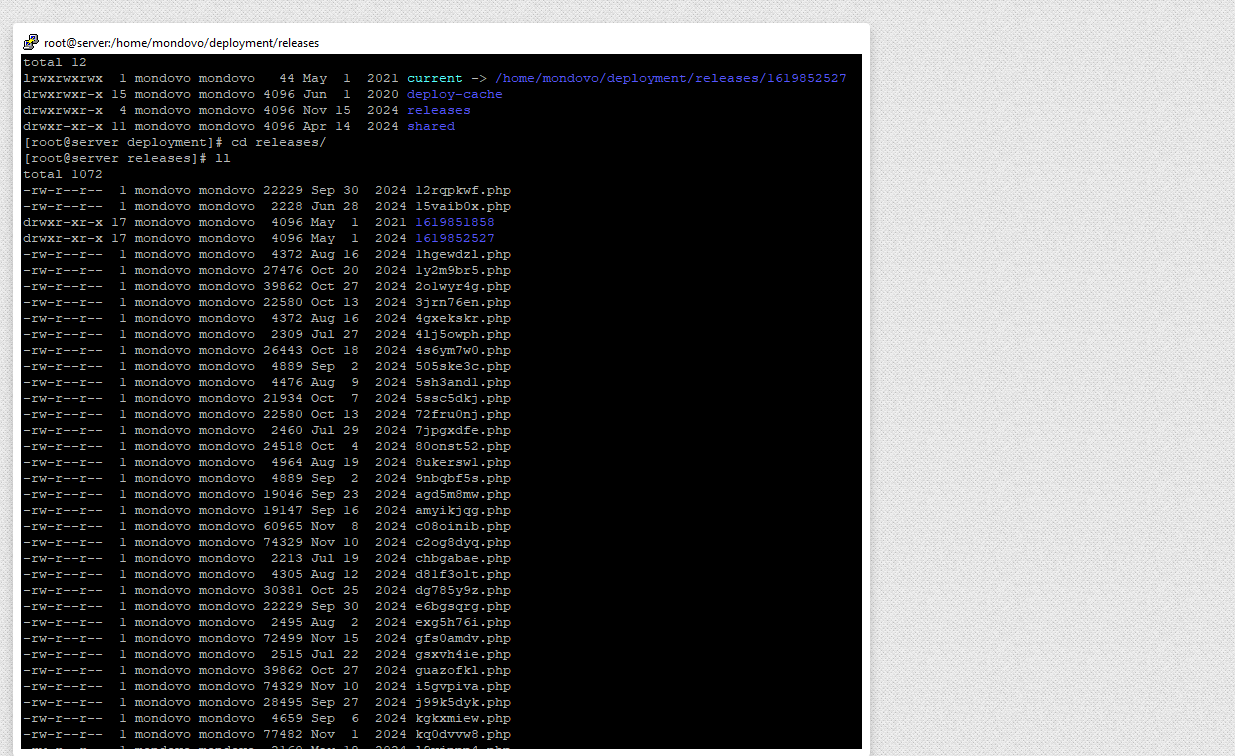 root@server:/home/mondovo/deployment/releases
total 12
lrwxrwxrwx  1 mondovo mondovo   44 May  1  2021 current -> /home/mondovo/deployment/releases/1619852527
drwxrwxr-x 15 mondovo mondovo 4096 Jun  1  2020 deploy-cache
drwxrwxr-x  4 mondovo mondovo 4096 Nov 15  2024 releases
drwxr-xr-x 11 mondovo mondovo 4096 Apr 14  2024 shared
[root@server deployment]# cd releases/
[root@server releases]# ll
total 1072
-rw-r--r--  1 mondovo mondovo 22229 Sep 30  2024 12rqpkwf.php
-rw-r--r--  1 mondovo mondovo  2228 Jun 28  2024 15vaib0x.php
drwxr-xr-x 17 mondovo mondovo  4096 May  1  2021 1619851858
drwxr-xr-x 17 mondovo mondovo  4096 May  1  2024 1619852527
-rw-r--r--  1 mondovo mondovo  4372 Aug 16  2024 1hgewdzl.php
-rw-r--r--  1 mondovo mondovo 27476 Oct 20  2024 1y2m9br5.php
-rw-r--r--  1 mondovo mondovo 39862 Oct 27  2024 2olwyr4g.php
-rw-r--r--  1 mondovo mondovo 22580 Oct 13  2024 3jrn76en.php
-rw-r--r--  1 mondovo mondovo  4372 Aug 16  2024 4gxekskr.php
-rw-r--r--  1 mondovo mondovo  2309 Jul 27  2024 4lj5owph.php
-rw-r--r--  1 mondovo mondovo 26443 Oct 18  2024 4s6ym7w0.php
-rw-r--r--  1 mondovo mondovo  4889 Sep  2  2024 505ske3c.php
-rw-r--r--  1 mondovo mondovo  4476 Aug  9  2024 5sh3andl.php
-rw-r--r--  1 mondovo mondovo 21934 Oct  7  2024 5ssc5dkj.php
-rw-r--r--  1 mondovo mondovo 22580 Oct 13  2024 72fru0nj.php
-rw-r--r--  1 mondovo mondovo  2460 Jul 29  2024 7jpgxdfe.php
-rw-r--r--  1 mondovo mondovo 24518 Oct  4  2024 80onst52.php
-rw-r--r--  1 mondovo mondovo  4964 Aug 19  2024 8ukerswl.php
-rw-r--r--  1 mondovo mondovo  4889 Sep  2  2024 9nbqbf5s.php
-rw-r--r--  1 mondovo mondovo 19046 Sep 23  2024 agd5m8mw.php
-rw-r--r--  1 mondovo mondovo 19147 Sep 16  2024 amyikjqg.php
-rw-r--r--  1 mondovo mondovo 60965 Nov  8  2024 c08oinib.php
-rw-r--r--  1 mondovo mondovo 74329 Nov 10  2024 c2og8dyq.php
-rw-r--r--  1 mondovo mondovo  2213 Jul 19  2024 chbgabae.php
-rw-r--r--  1 mondovo mondovo  4305 Aug 12  2024 d8lf3olt.php
-rw-r--r--  1 mondovo mondovo 30381 Oct 25  2024 dg785y9z.php
-rw-r--r--  1 mondovo mondovo 22229 Sep 30  2024 e6bgsqrg.php
-rw-r--r--  1 mondovo mondovo  2495 Aug  2  2024 exg5h76i.php
-rw-r--r--  1 mondovo mondovo 72499 Nov 15  2024 gfs0amdv.php
-rw-r--r--  1 mondovo mondovo  2515 Jul 22  2024 gsxvh4ie.php
-rw-r--r--  1 mondovo mondovo 39862 Oct 27  2024 guazofkl.php
-rw-r--r--  1 mondovo mondovo 74329 Nov 10  2024 i5gvpiva.php
-rw-r--r--  1 mondovo mondovo 28495 Sep 27  2024 j99k5dyk.php
-rw-r--r--  1 mondovo mondovo  4659 Sep  6  2024 kgkxmiew.php
-rw-r--r--  1 mondovo mondovo 77482 Nov  1  2024 kq0dvvw8.php